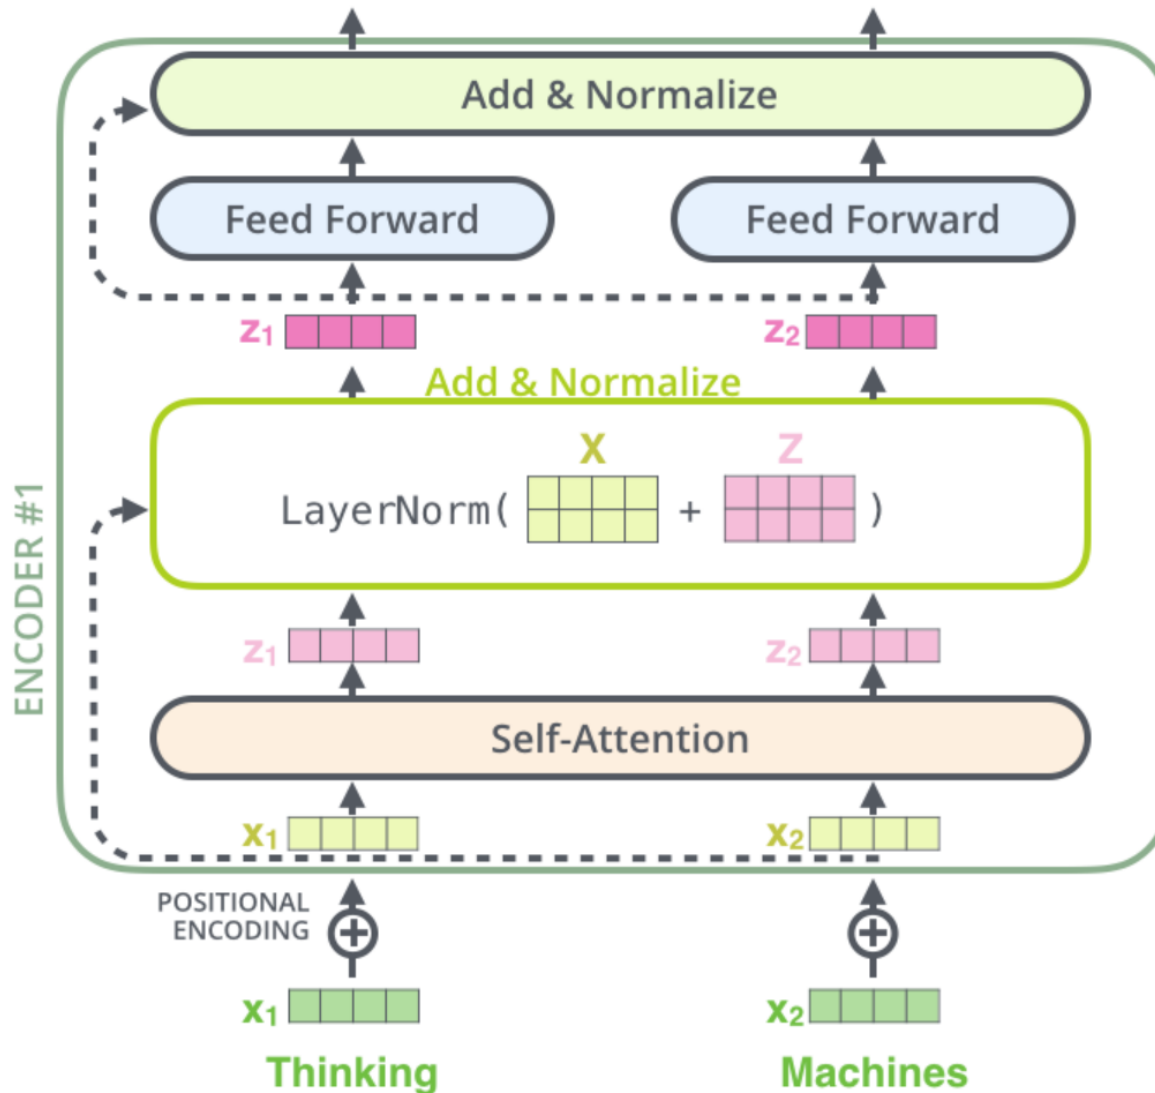 Add & Normalize
Feed Forward Feed Forward
z1 z2
Add & Normalize
X Z
LayerNorm( + )
ENCODER #1
z1 z2
Self-Attention
x1 x2
POSITIONAL
ENCODING
x1 x2
Thinking Machines